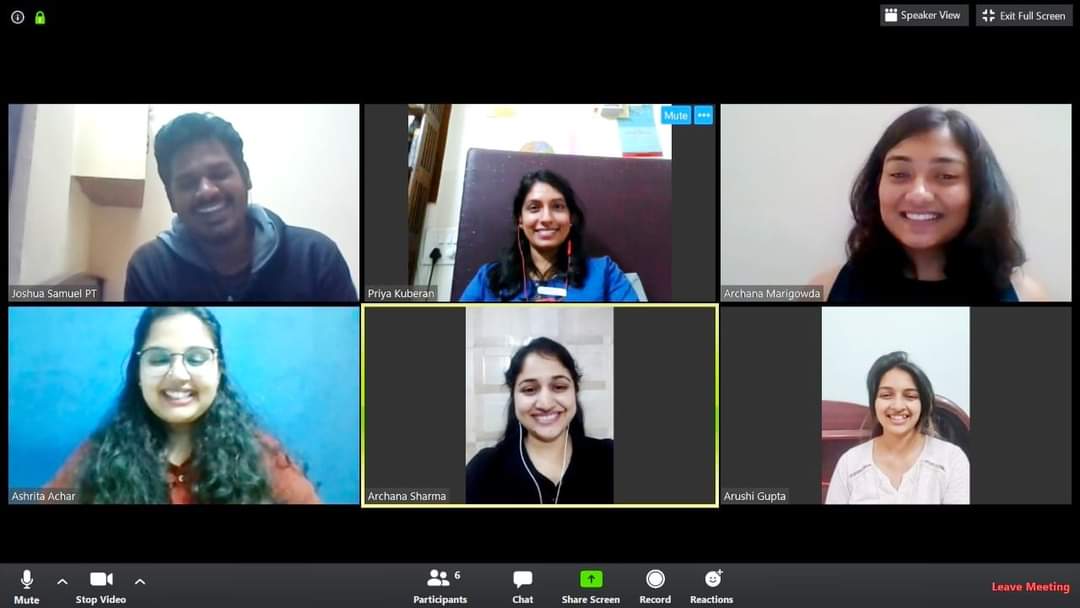 Speaker View
Exit Full Screen
Mute
Joshua Samuel PT
Priya Kuberan
Archana Marigowda
Ashrita Achar
Archana Sharma
Arushi Gupta
6
Mute
Stop Video
Participants
Chat
Share Screen
Record
Reactions
Leave Meeting